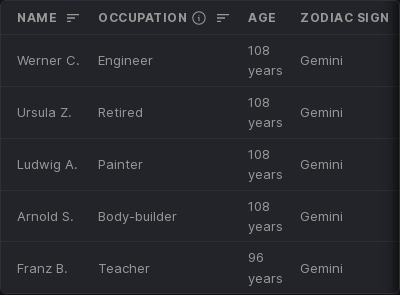 NAME OCCUPATION AGE ZODIAC SIGN
Werner C. Engineer 108 years Gemini
Ursula Z. Retired 108 years Gemini
Ludwig A. Painter 108 years Gemini
Arnold S. Body-builder 108 years Gemini
Franz B. Teacher 96 years Gemini